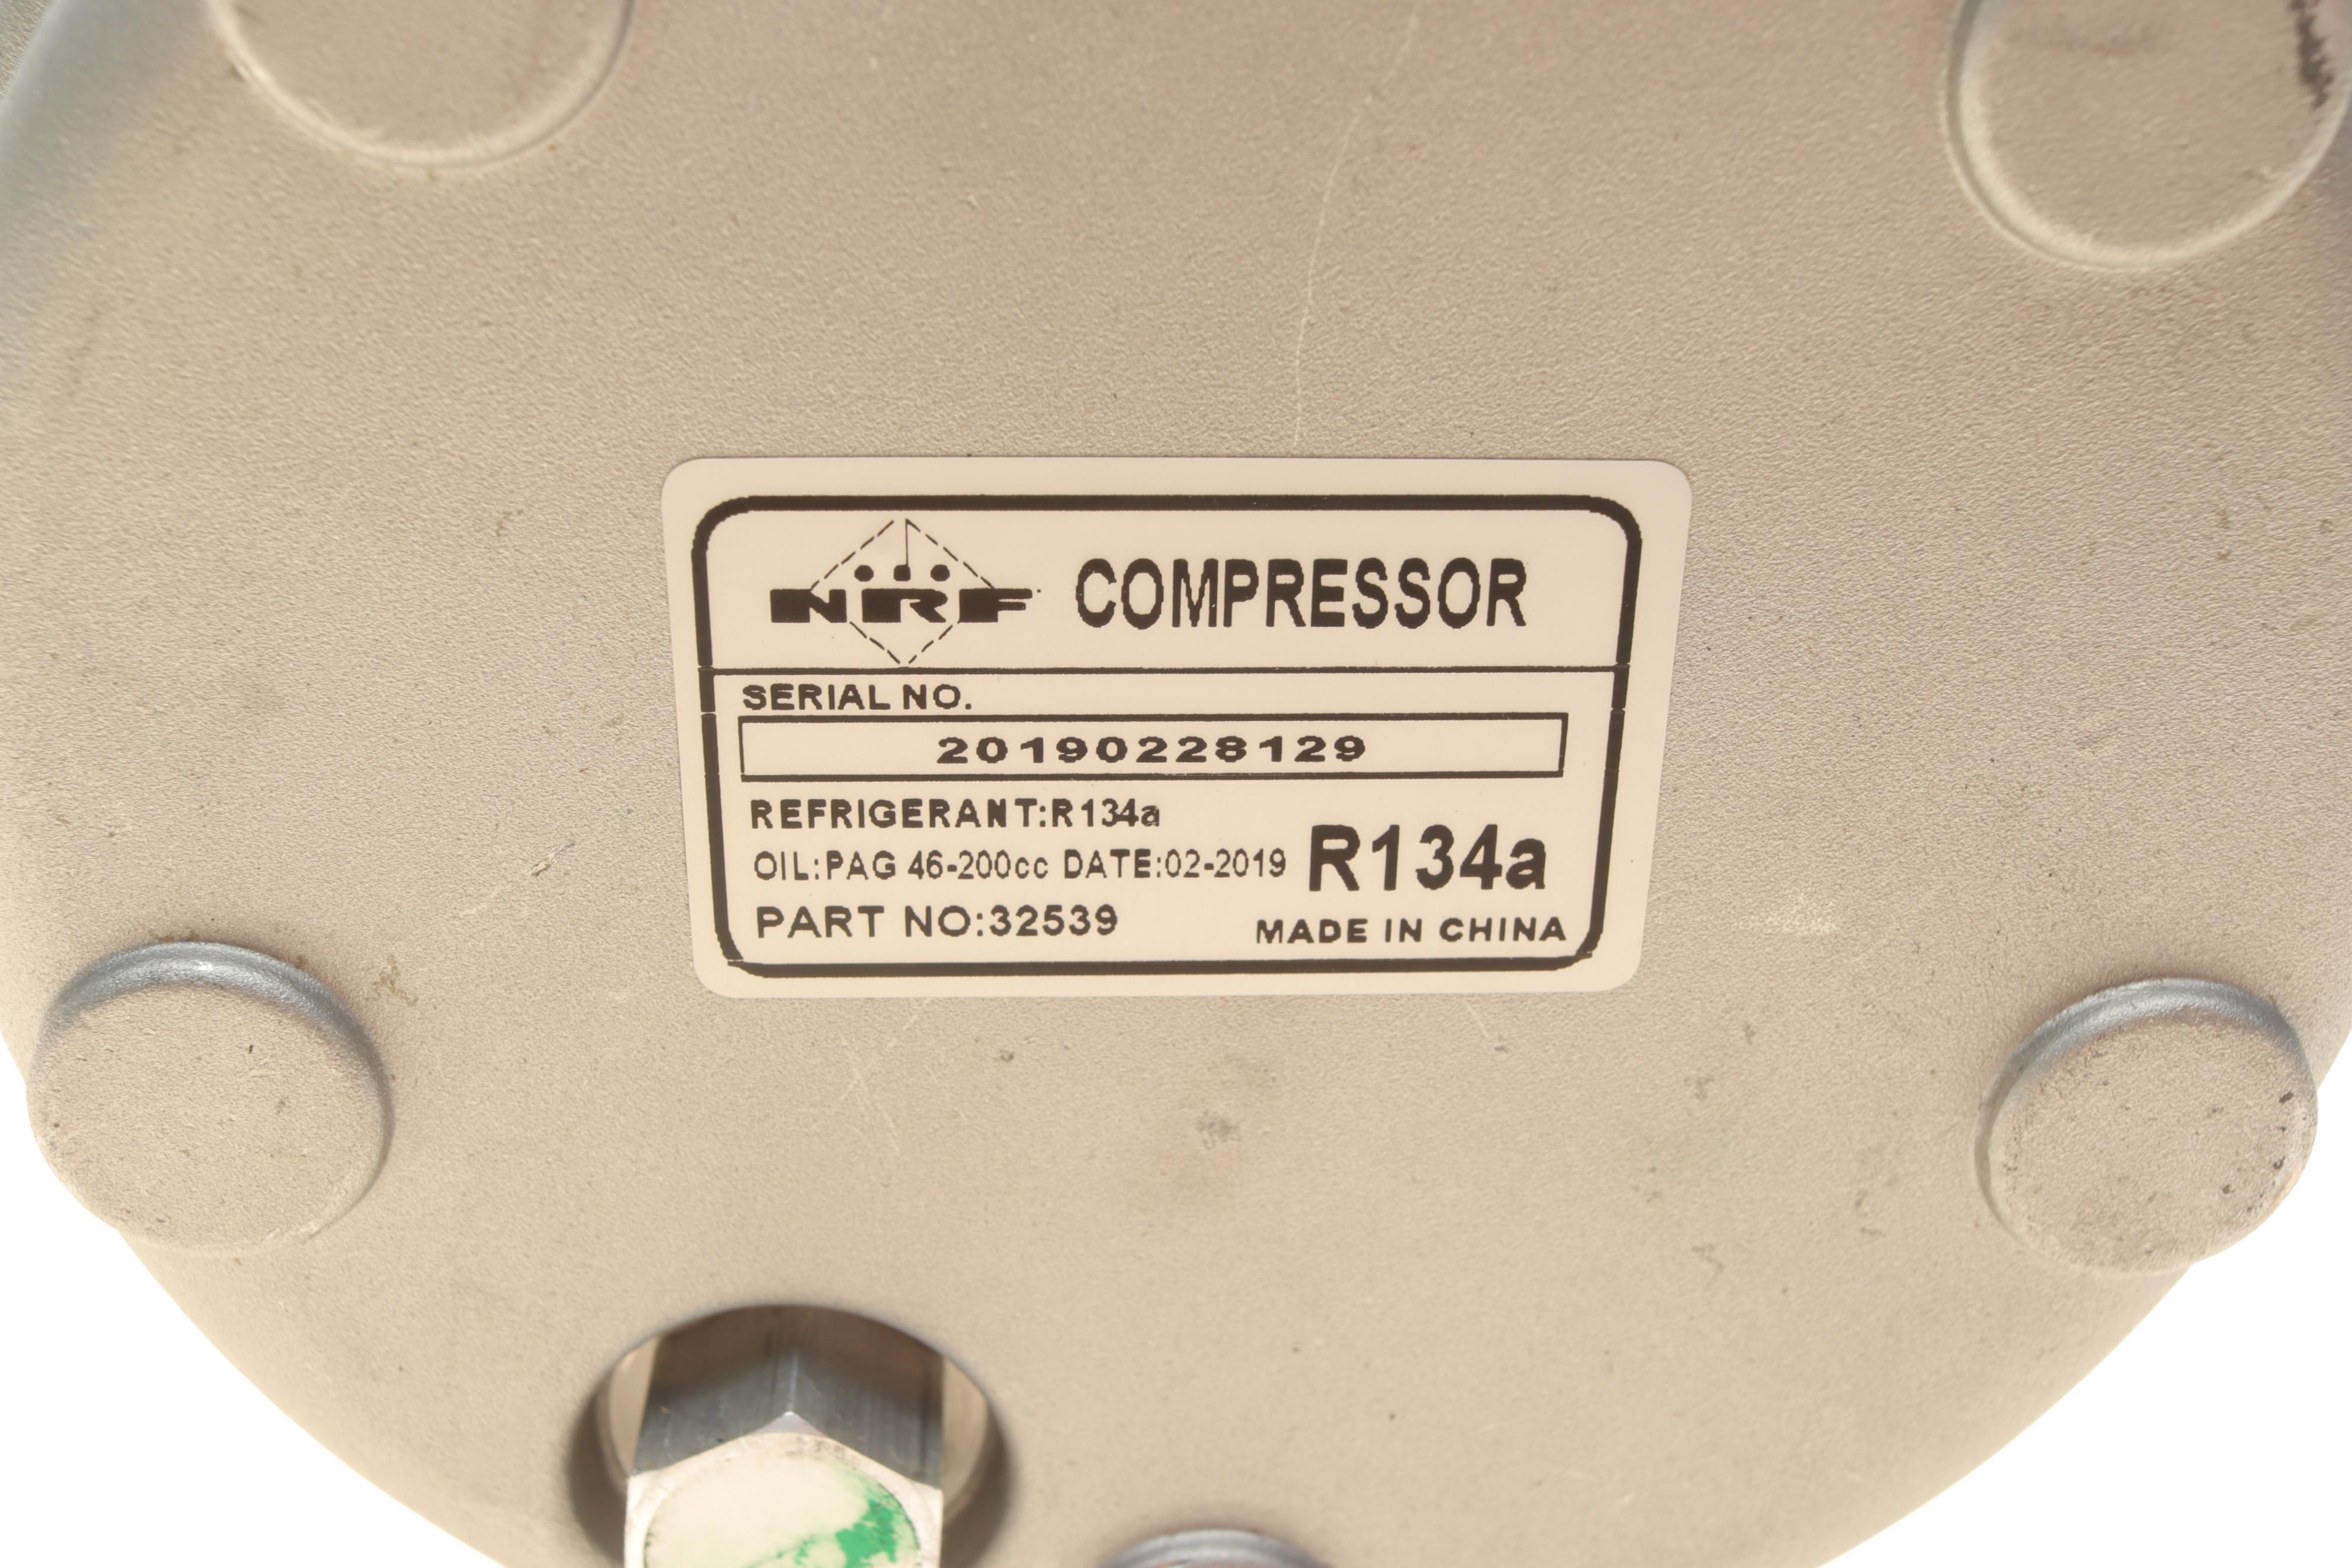 NRF COMPRESSOR
SERIAL NO.
20190228129
REFRIGERANT:R134a
OIL:PAG 46-200cc DATE:02-2019 R134a
PART NO:32539 MADE IN CHINA